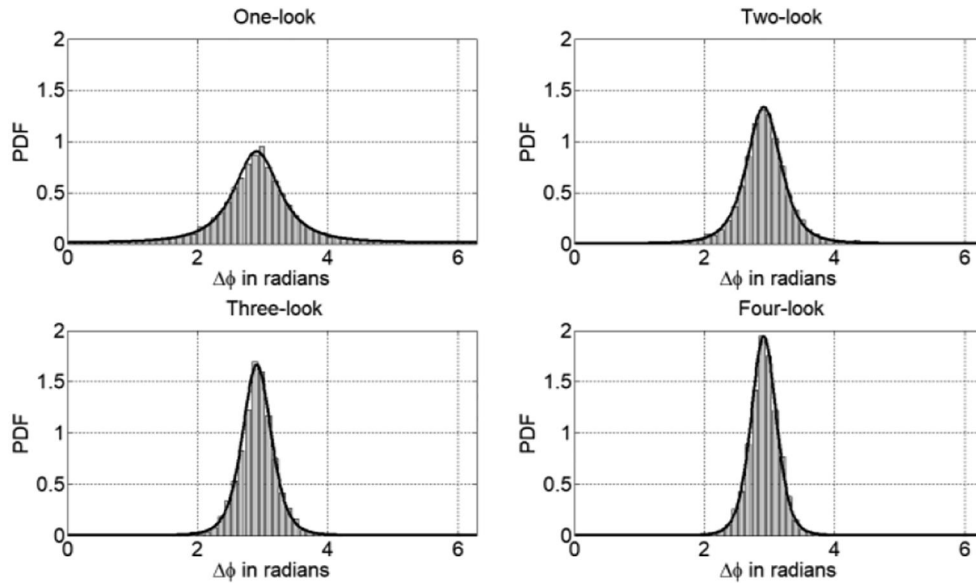 One-look
2
1.5
1
0.5
0
PDF
0 2 4 6
Δϕ in radians
Two-look
2
1.5
1
0.5
0
PDF
0 2 4 6
Δϕ in radians
Three-look
2
1.5
1
0.5
0
PDF
0 2 4 6
Δϕ in radians
Four-look
2
1.5
1
0.5
0
PDF
0 2 4 6
Δϕ in radians